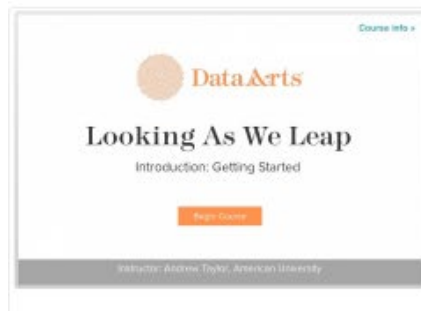 Course Info »
DataArts
Looking As We Leap
Introduction: Getting Started
Begin Course
Instructor: Andrew Taylor, American University